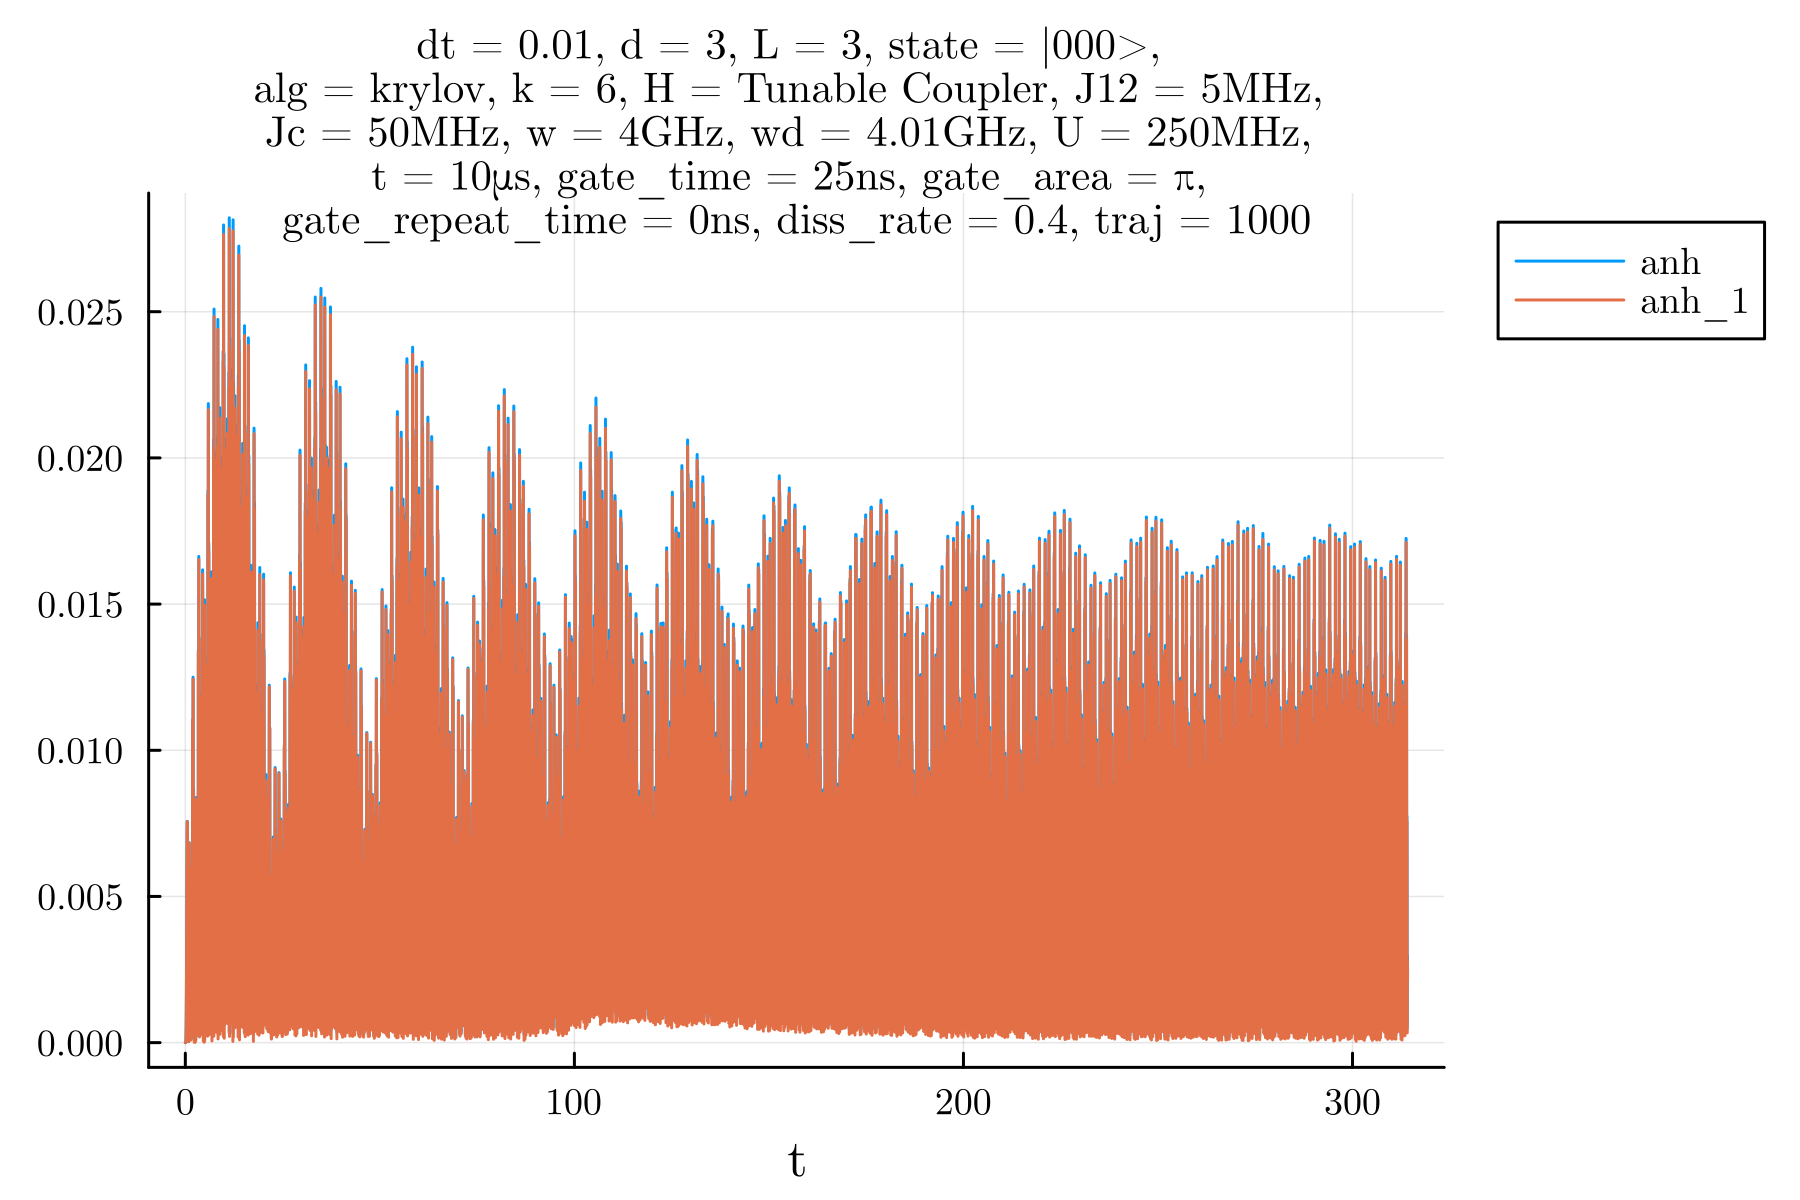 dt = 0.01, d = 3, L = 3, state = |000>,
alg = krylov, k = 6, H = Tunable Coupler, J12 = 5MHz,
Jc = 50MHz, w = 4GHz, wd = 4.01GHz, U = 250MHz,
t = 10μs, gate_time = 25ns, gate_area = π,
gate_repeat_time = 0ns, diss_rate = 0.4, traj = 1000
anh
anh_1
0.025
0.020
0.015
0.010
0.005
0.000
0 100 200 300
t